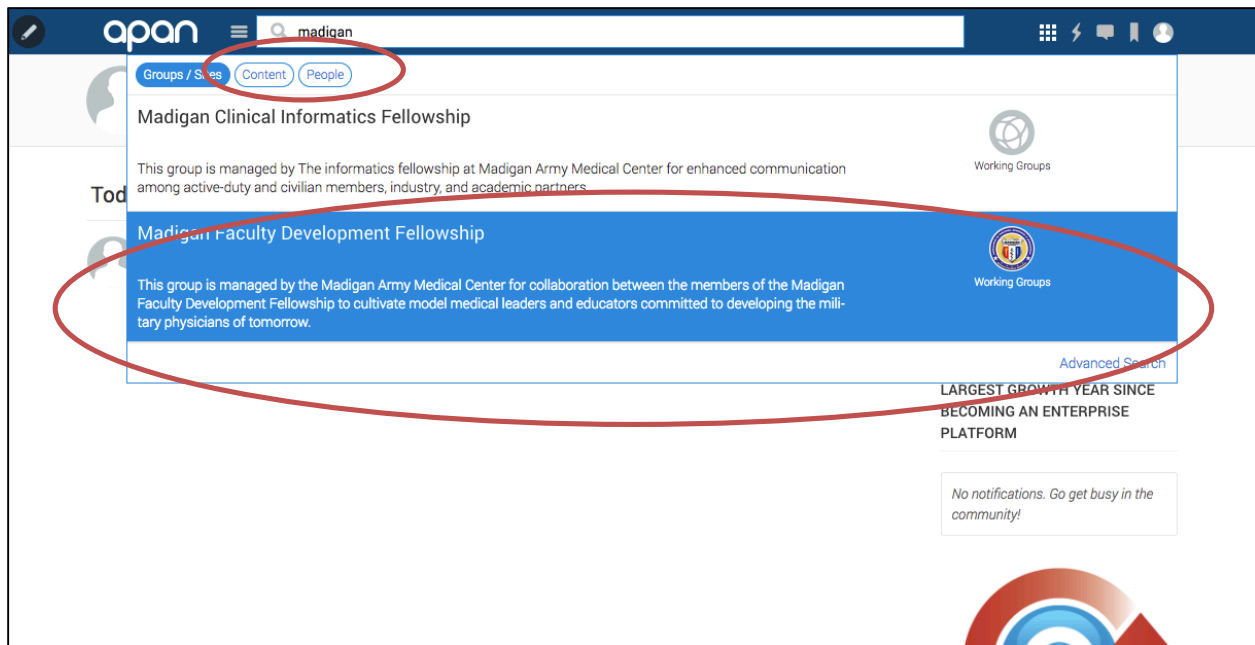 apan
madigan
Groups / Sites Content People
Madigan Clinical Informatics Fellowship
This group is managed by The informatics fellowship at Madigan Army Medical Center for enhanced communication
among active-duty and civilian members, industry, and academic partners.
Working Groups
Tod
Madigan Faculty Development Fellowship
This group is managed by the Madigan Army Medical Center for collaboration between the members of the Madigan
Faculty Development Fellowship to cultivate model medical leaders and educators committed to developing the mili-
tary physicians of tomorrow.
Working Groups
Advanced Search
LARGEST GROWTH YEAR SINCE
BECOMING AN ENTERPRISE
PLATFORM
No notifications. Go get busy in the
community!